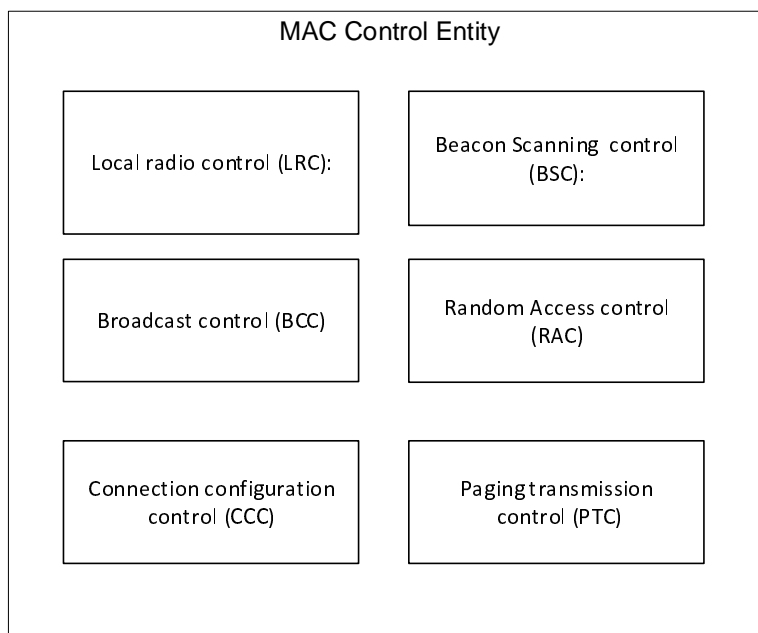 MAC Control Entity
Local radio control (LRC):
Beacon Scanning control
(BSC):
Broadcast control (BCC)
Random Access control
(RAC)
Connection configuration
control (CCC)
Paging transmission
control (PTC)